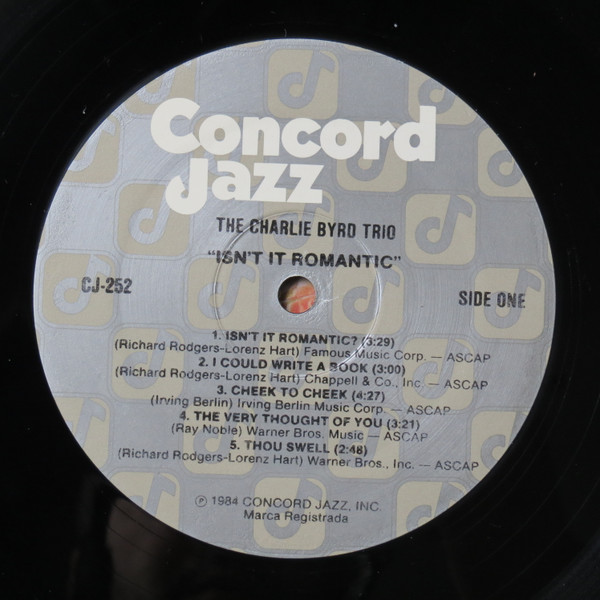 Concord
Jazz
THE CHARLIE BYRD TRIO
"ISN'T IT ROMANTIC"
CJ-252
SIDE ONE
1. ISN'T IT ROMANTIC? (3:29)
(Richard Rodgers-Lorenz Hart) Famous Music Corp. — ASCAP
2. I COULD WRITE A BOOK (3:00)
(Richard Rodgers-Lorenz Hart) Chappell & Co., Inc. — ASCAP
3. CHEEK TO CHEEK (4:27)
(Irving Berlin) Irving Berlin Music Corp. — ASCAP
4. THE VERY THOUGHT OF YOU (3:21)
(Ray Noble) Warner Bros. Music — ASCAP
5. THOU SWELL (2:48)
(Richard Rodgers-Lorenz Hart) Warner Bros., Inc. — ASCAP
℗ 1984 CONCORD JAZZ, INC.
Marca Registrada